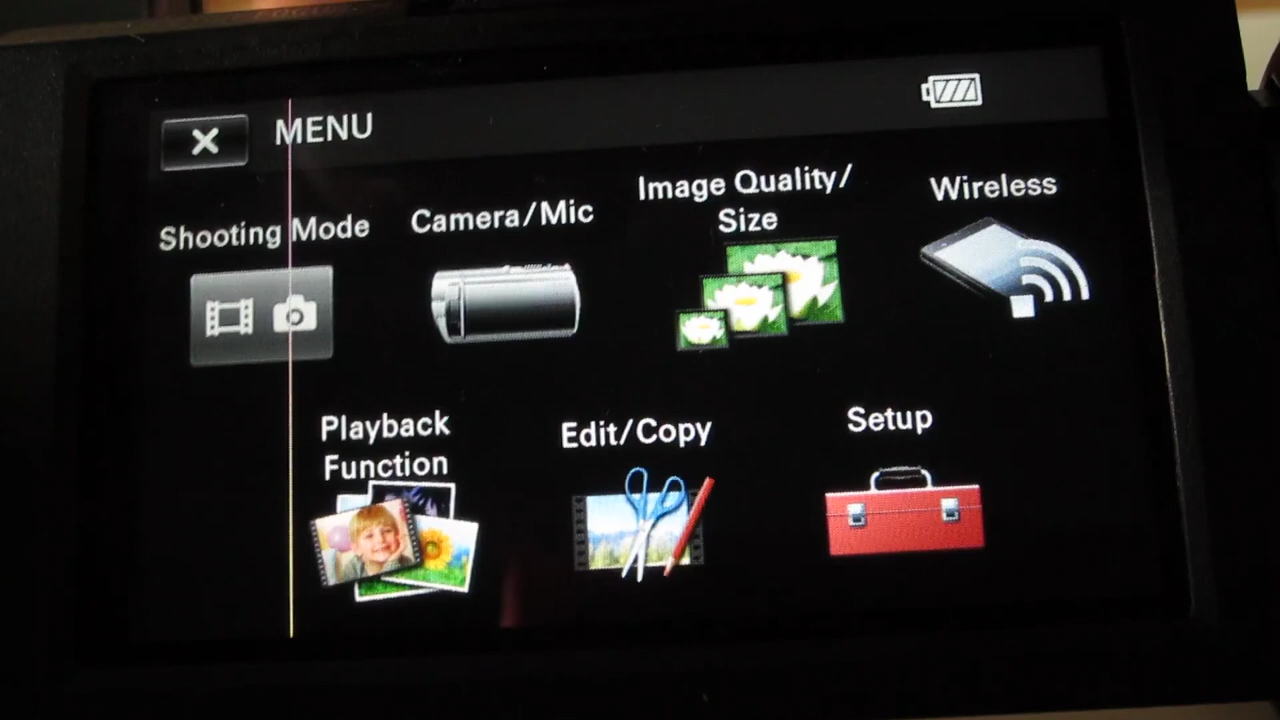 MENU
Shooting Mode
Camera/Mic
Image Quality/
Size
Wireless
Playback
Function
Edit/Copy
Setup